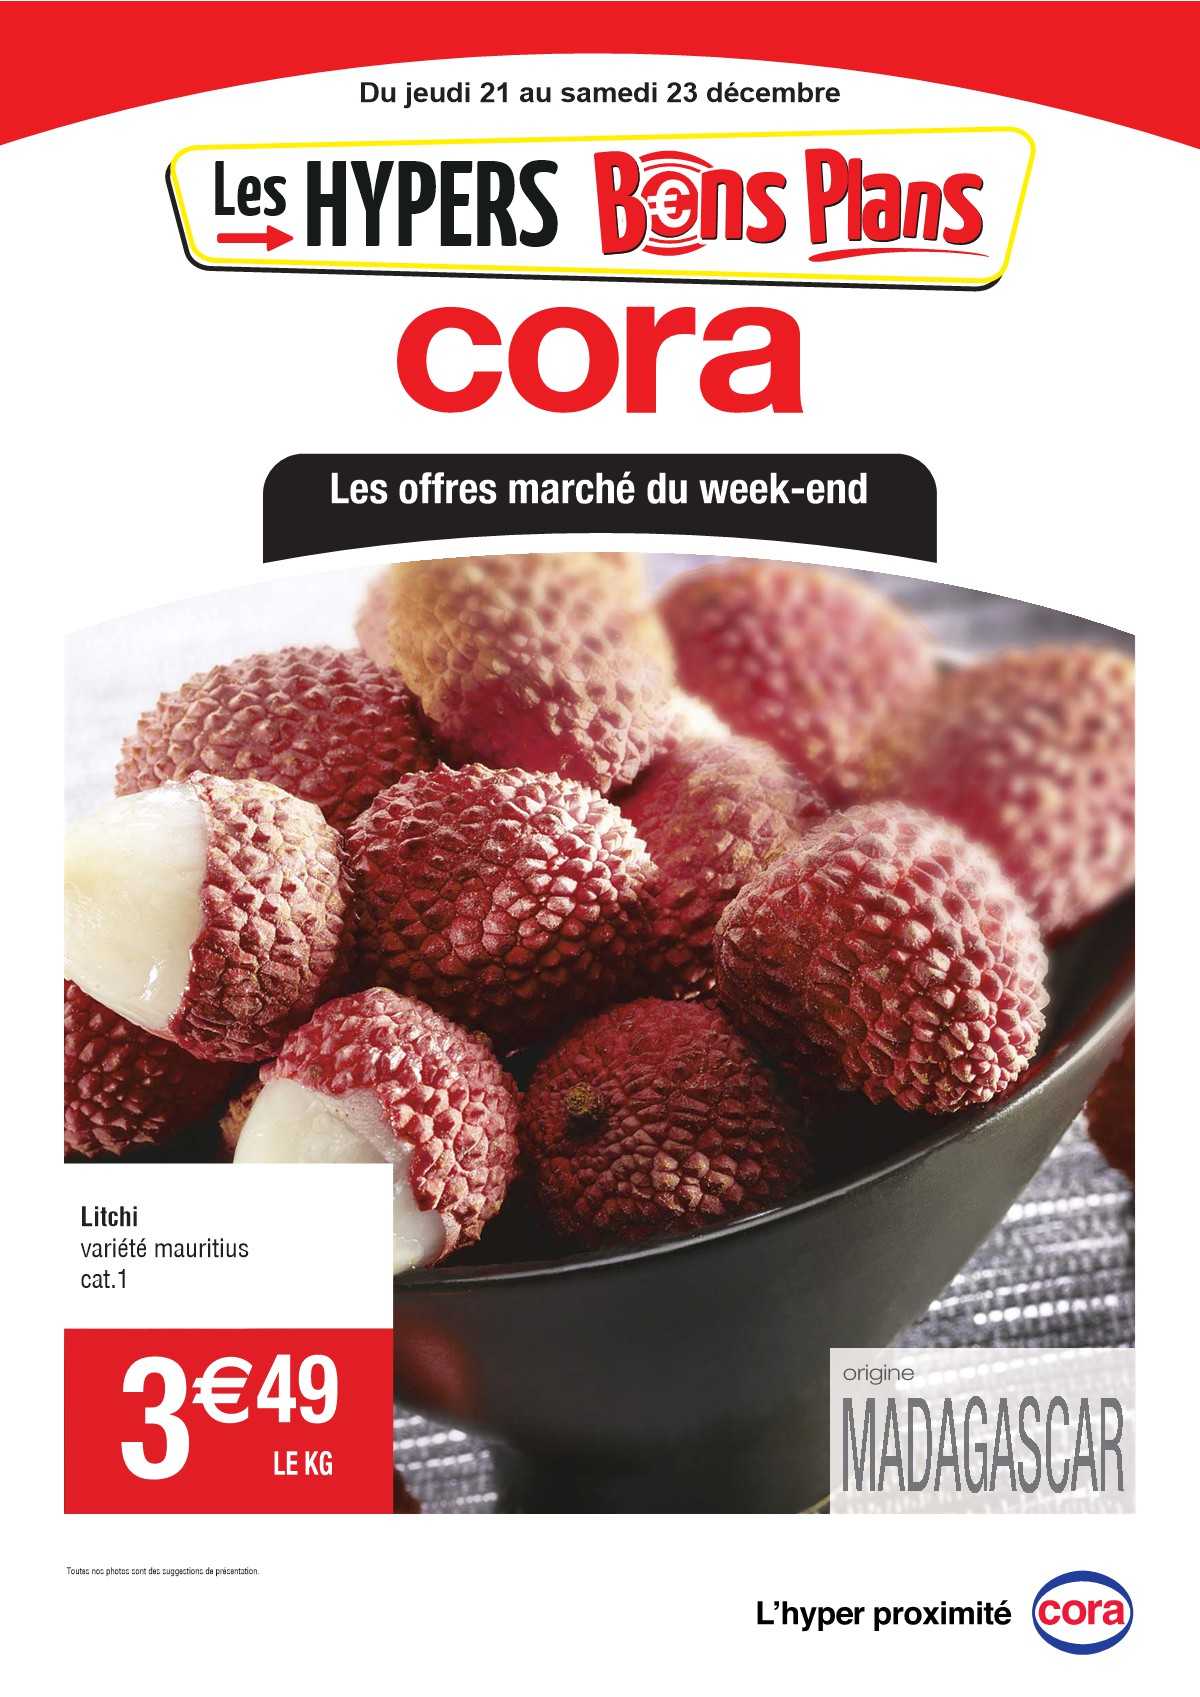 Du jeudi 21 au samedi 23 décembre
Les HYPERS Bons Plans
cora
Les offres marché du week-end
Litchi
variété mauritius
cat.1
3€49
LE KG
origine
MADAGASCAR
Toutes nos photos sont des suggestions de présentation.
L'hyper proximité cora